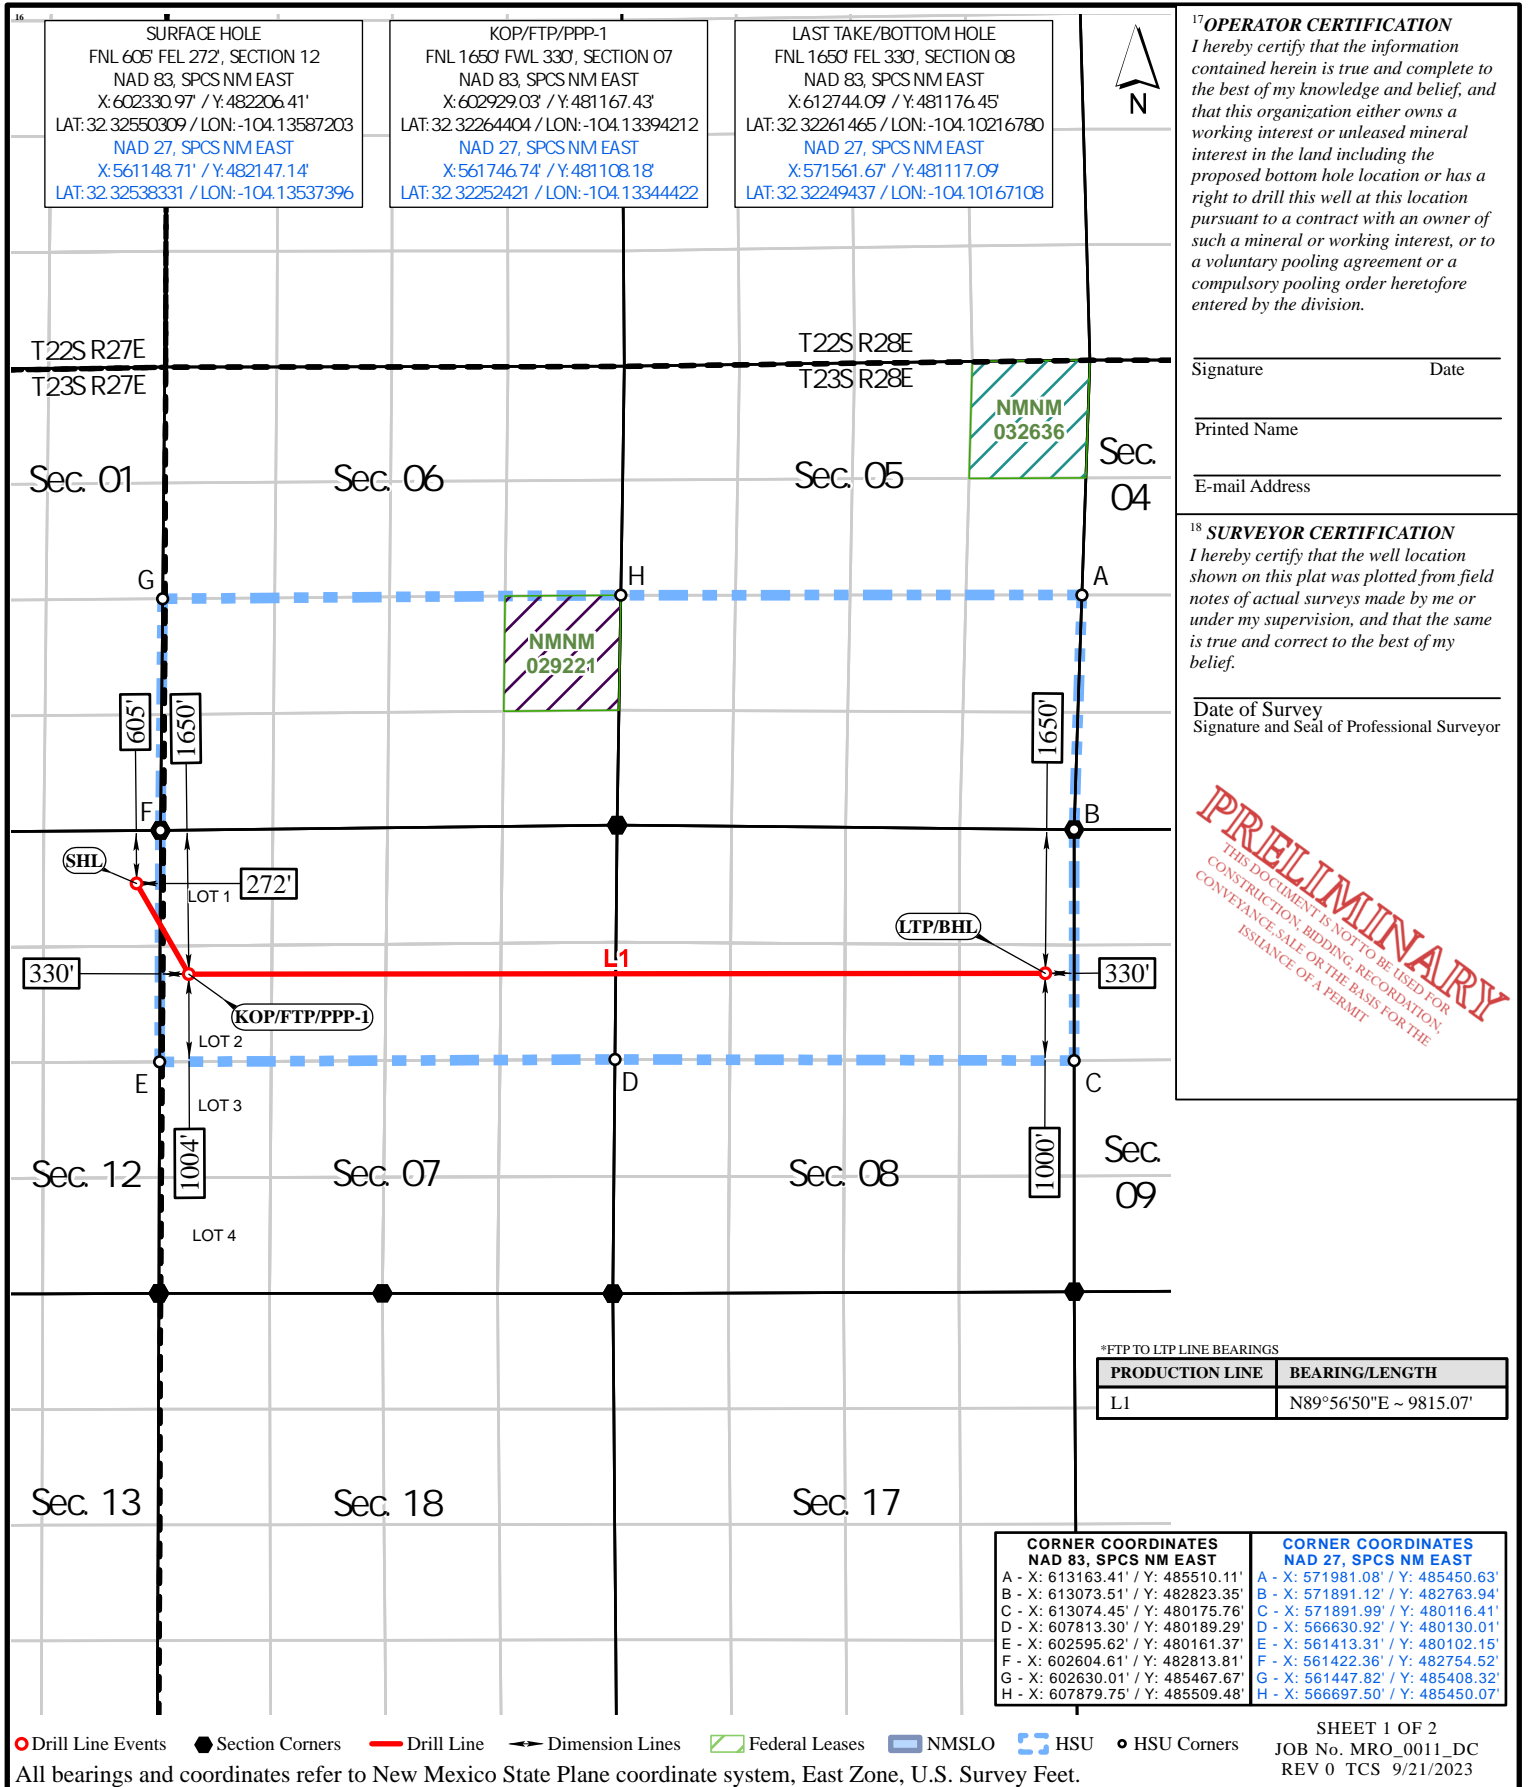 16
SURFACE HOLE
FNL 605' FEL 272', SECTION 12
NAD 83, SPCS NM EAST
X:602330.97' / Y:482206.41'
LAT:32.32550309 / LON:-104.13587203
NAD 27, SPCS NM EAST
X:561148.71' / Y:482147.14'
LAT:32.32538331 / LON:-104.13537396
KOP/FTP/PPP-1
FNL 1650' FWL 330', SECTION 07
NAD 83, SPCS NM EAST
X:602929.03' / Y:481167.43'
LAT:32.32264404 / LON:-104.13394212
NAD 27, SPCS NM EAST
X:561746.74' / Y:481108.18'
LAT:32.32252421 / LON:-104.13344422
LAST TAKE/BOTTOM HOLE
FNL 1650' FEL 330', SECTION 08
NAD 83, SPCS NM EAST
X:612744.09' / Y:481176.45'
LAT:32.32261465 / LON:-104.10216780
NAD 27, SPCS NM EAST
X:571561.67' / Y:481117.09'
LAT:32.32249437 / LON:-104.10167108
N
17 OPERATOR CERTIFICATION
I hereby certify that the information
contained herein is true and complete to
the best of my knowledge and belief, and
that this organization either owns a
working interest or unleased mineral
interest in the land including the
proposed bottom hole location or has a
right to drill this well at this location
pursuant to a contract with an owner of
such a mineral or working interest, or to
a voluntary pooling agreement or a
compulsory pooling order heretofore
entered by the division.
Signature Date
Printed Name
E-mail Address
18 SURVEYOR CERTIFICATION
I hereby certify that the well location
shown on this plat was plotted from field
notes of actual surveys made by me or
under my supervision, and that the same
is true and correct to the best of my
belief.
Date of Survey
Signature and Seal of Professional Surveyor
PRELIMINARY
THIS DOCUMENT IS NOT TO BE USED FOR
CONSTRUCTION, BIDDING, RECORDATION,
CONVEYANCE, SALE OR THE BASIS FOR THE
ISSUANCE OF A PERMIT
T22S R27E
T23S R27E
T22S R28E
T23S R28E
NMNM
032636
Sec. 01
Sec. 06
Sec. 05
Sec.
04
G
H
A
NMNM
029221
605'
1650'
1650'
F
B
SHL
272'
LOT 1
LTP/BHL
330'
L1
330'
KOP/FTP/PPP-1
LOT 2
E
D
C
LOT 3
1004'
1000'
Sec. 12
Sec. 07
Sec. 08
Sec.
09
LOT 4
*FTP TO LTP LINE BEARINGS
PRODUCTION LINE BEARING/LENGTH
L1 N89°56'50"E ~ 9815.07'
Sec. 13
Sec. 18
Sec. 17
CORNER COORDINATES
NAD 83, SPCS NM EAST
A - X: 613163.41' / Y: 485510.11'
B - X: 613073.51' / Y: 482823.35'
C - X: 613074.45' / Y: 480175.76'
D - X: 607813.30' / Y: 480189.29'
E - X: 602595.62' / Y: 480161.37'
F - X: 602604.61' / Y: 482813.81'
G - X: 602630.01' / Y: 485467.67'
H - X: 607879.75' / Y: 485509.48'
CORNER COORDINATES
NAD 27, SPCS NM EAST
A - X: 571981.08' / Y: 485450.63'
B - X: 571891.12' / Y: 482763.94'
C - X: 571891.99' / Y: 480116.41'
D - X: 566630.92' / Y: 480130.01'
E - X: 561413.31' / Y: 480102.15'
F - X: 561422.36' / Y: 482754.52'
G - X: 561447.82' / Y: 485408.32'
H - X: 566697.50' / Y: 485450.07'
Drill Line Events Section Corners Drill Line Dimension Lines Federal Leases NMSLO HSU HSU Corners
All bearings and coordinates refer to New Mexico State Plane coordinate system, East Zone, U.S. Survey Feet.
SHEET 1 OF 2
JOB No. MRO_0011_DC
REV 0 TCS 9/21/2023